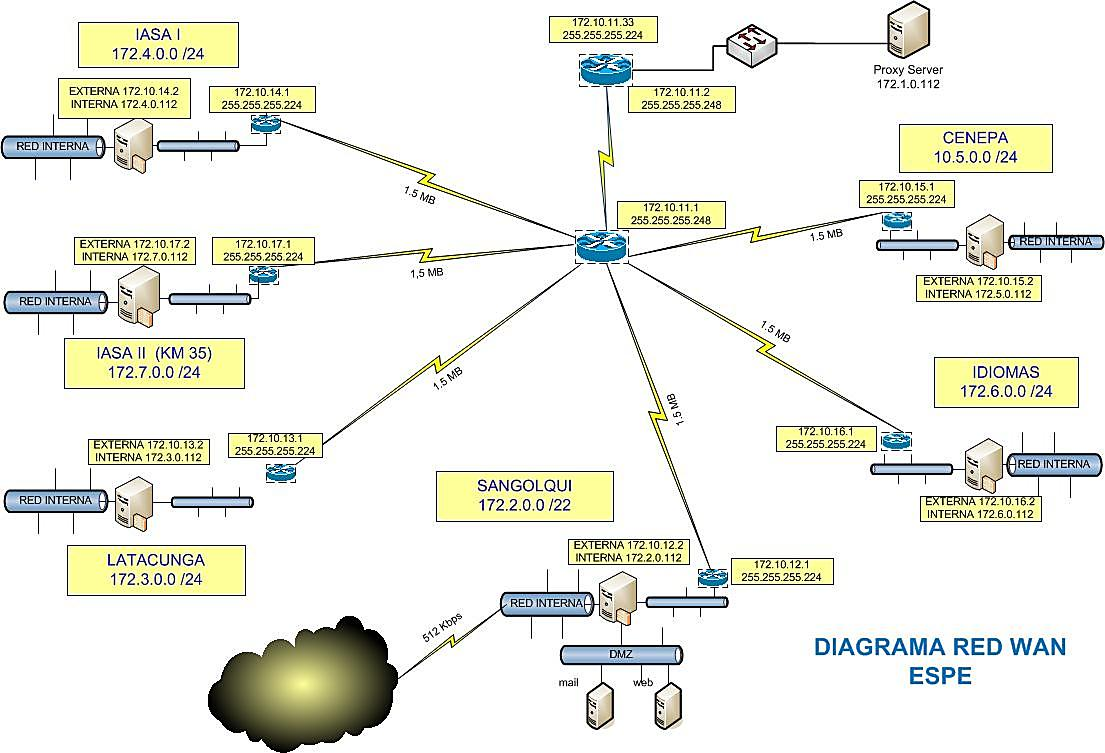 IASA I
172.4.0.0 /24
EXTERNA 172.10.14.2
INTERNA 172.4.0.112
172.10.14.1
255.255.255.224
RED INTERNA
1.5 MB
172.10.11.33
255.255.255.224
172.10.11.2
255.255.255.248
Proxy Server
172.1.0.112
CENEPA
10.5.0.0 /24
172.10.15.1
255.255.255.224
172.10.11.1
255.255.255.248
1.5 MB
RED INTERNA
EXTERNA 172.10.15.2
INTERNA 172.5.0.112
EXTERNA 172.10.17.2
INTERNA 172.7.0.112
172.10.17.1
255.255.255.224
1,5 MB
RED INTERNA
IASA II (KM 35)
172.7.0.0 /24
1.5 MB
1.5 MB
IDIOMAS
172.6.0.0 /24
1.5 MB
172.10.16.1
255.255.255.224
RED INTERNA
EXTERNA 172.10.16.2
INTERNA 172.6.0.112
EXTERNA 172.10.13.2
INTERNA 172.3.0.112
172.10.13.1
255.255.255.224
RED INTERNA
LATACUNGA
172.3.0.0 /24
SANGOLQUI
172.2.0.0 /22
EXTERNA 172.10.12.2
INTERNA 172.2.0.112
172.10.12.1
255.255.255.224
RED INTERNA
512 Kbps
DMZ
mail
web
DIAGRAMA RED WAN
ESPE